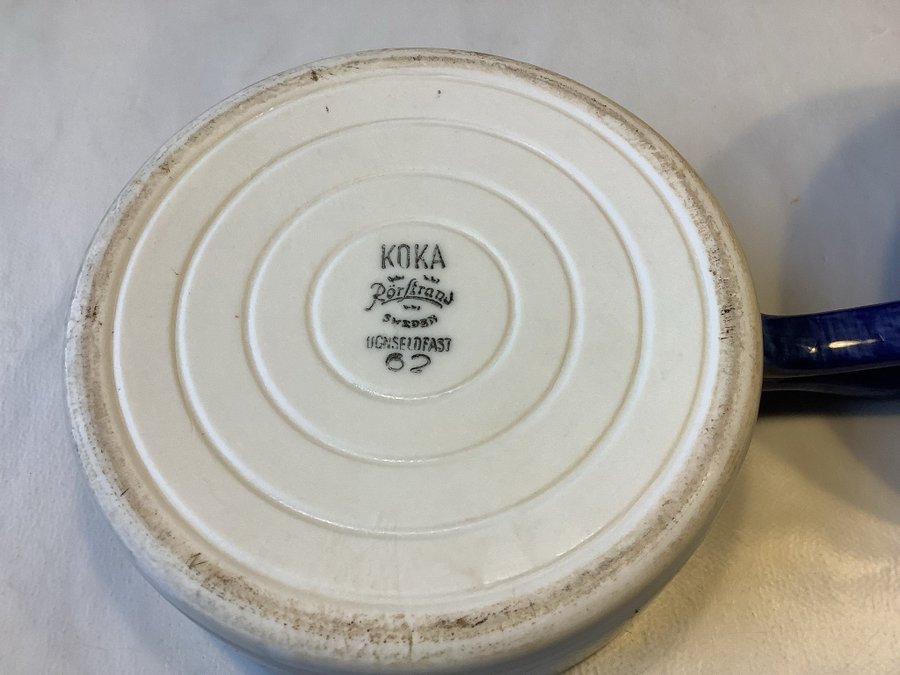 KOKA
Rörstrand
SWEDEN
UGNSELDFAST
62